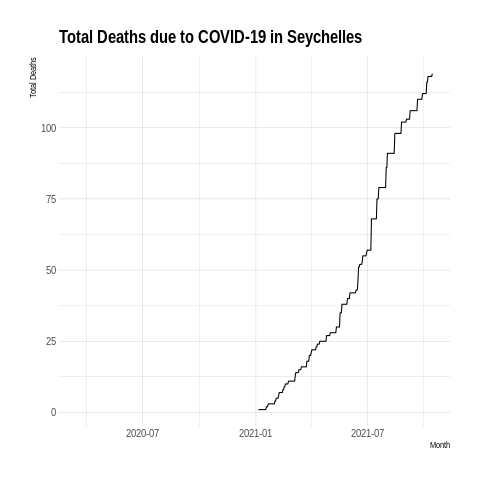 Total Deaths due to COVID-19 in Seychelles
Total Deaths
100
75
50
25
0
2020-07 2021-01 2021-07
Month